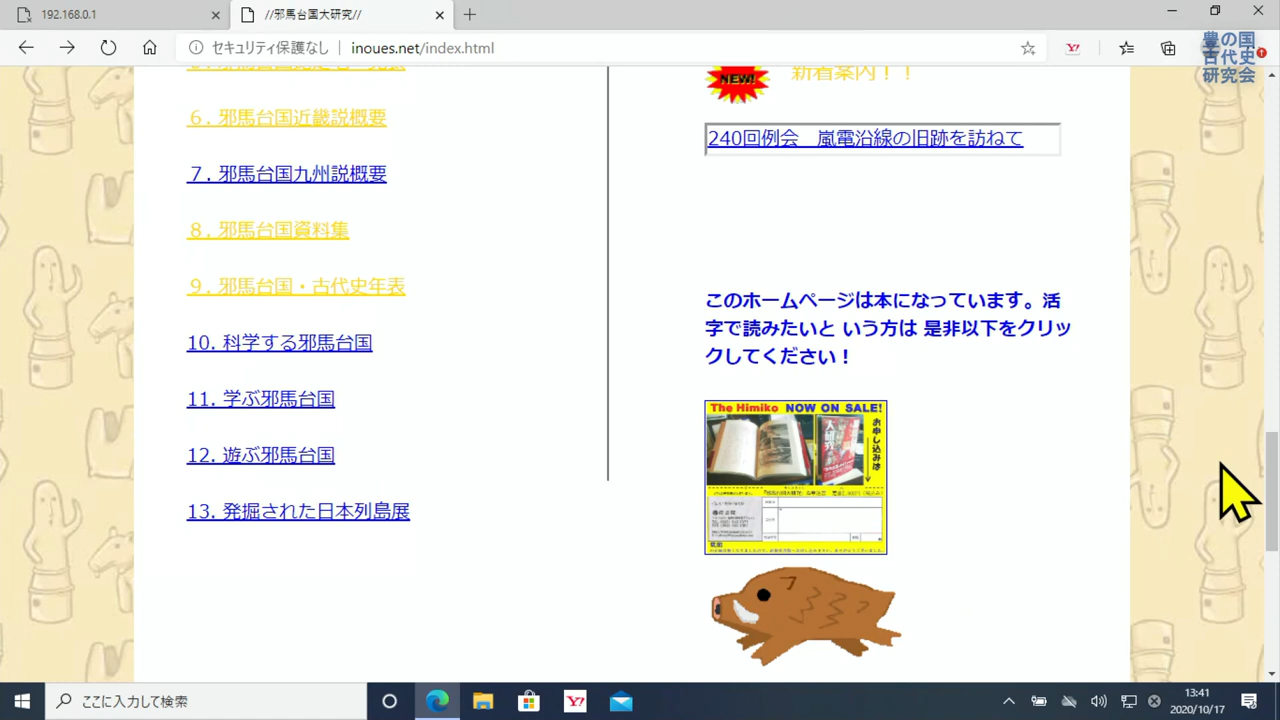 192.168.0.1
//邪馬台国大研究//
セキュリティ保護なし
inoues.net/index.html
豊の国
古代史
研究会
6. 邪馬台国近畿説概要
7. 邪馬台国九州説概要
8. 邪馬台国資料集
9. 邪馬台国・古代史年表
10. 科学する邪馬台国
11. 学ぶ邪馬台国
12. 遊ぶ邪馬台国
13. 発掘された日本列島展
NEW!
新着案内！！
240回例会　嵐電沿線の旧跡を訪ねて
このホームページは本になっています。活
字で読みたいと いう方は 是非以下をクリッ
クしてください！
The Himiko NOW ON SALE!
お申し込みは
ここに入力して検索
13:41
2020/10/17